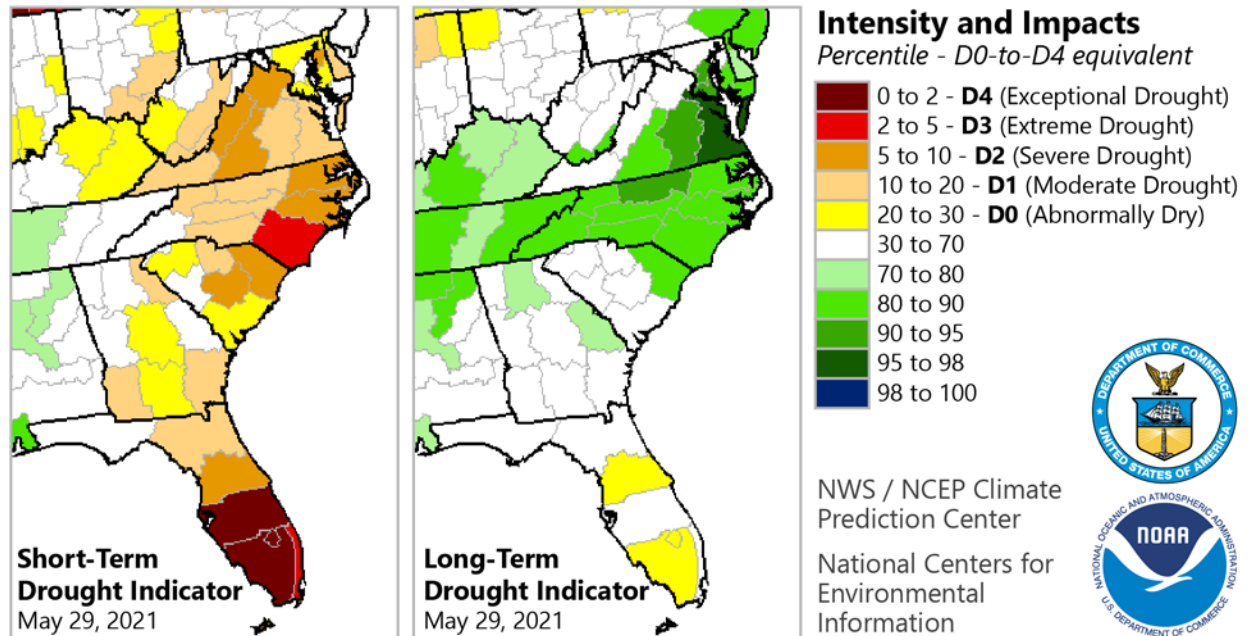 Short-Term
Drought Indicator
May 29, 2021
Long-Term
Drought Indicator
May 29, 2021
Intensity and Impacts
Percentile - D0-to-D4 equivalent
0 to 2 - D4 (Exceptional Drought)
2 to 5 - D3 (Extreme Drought)
5 to 10 - D2 (Severe Drought)
10 to 20 - D1 (Moderate Drought)
20 to 30 - D0 (Abnormally Dry)
30 to 70
70 to 80
80 to 90
90 to 95
95 to 98
98 to 100
NWS / NCEP Climate
Prediction Center
National Centers for
Environmental
Information
DEPARTMENT OF COMMERCE
UNITED STATES OF AMERICA
NATIONAL OCEANIC AND ATMOSPHERIC ADMINISTRATION
NOAA
U.S. DEPARTMENT OF COMMERCE